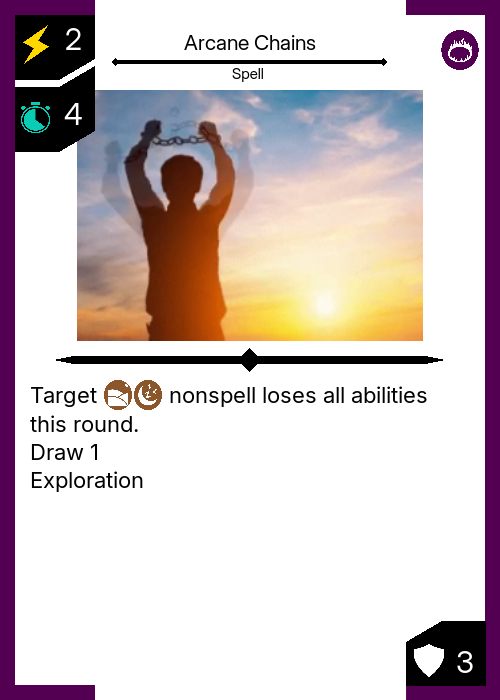 2
Arcane Chains
Spell
4
Target nonspell loses all abilities
this round.
Draw 1
Exploration
3